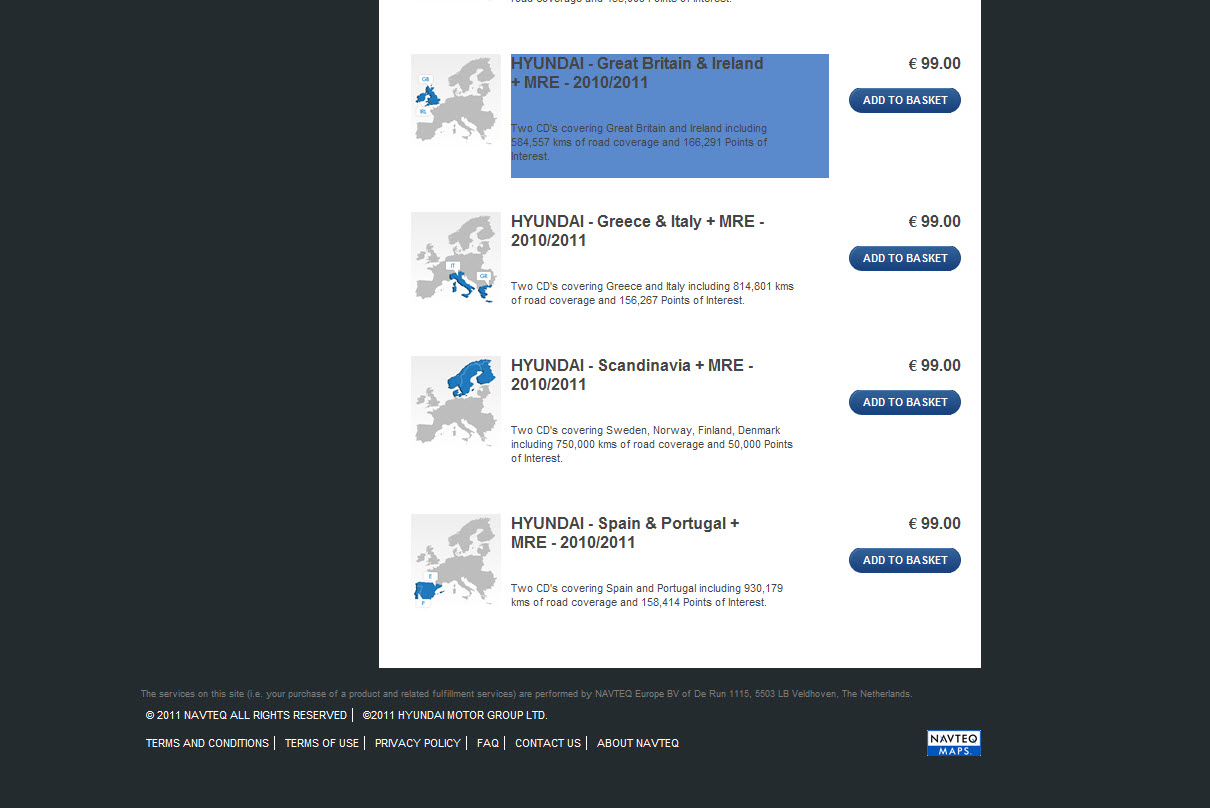 HYUNDAI - Great Britain & Ireland
+ MRE - 2010/2011
€ 99.00
ADD TO BASKET
GB
IRL
Two CD's covering Great Britain and Ireland including
584,557 kms of road coverage and 166,291 Points of
Interest.
HYUNDAI - Greece & Italy + MRE -
2010/2011
€ 99.00
ADD TO BASKET
IT
GR
Two CD's covering Greece and Italy including 814,801 kms
of road coverage and 156,267 Points of Interest.
HYUNDAI - Scandinavia + MRE -
2010/2011
€ 99.00
ADD TO BASKET
Two CD's covering Sweden, Norway, Finland, Denmark
including 750,000 kms of road coverage and 50,000 Points
of Interest.
HYUNDAI - Spain & Portugal +
MRE - 2010/2011
€ 99.00
ADD TO BASKET
E
P
Two CD's covering Spain and Portugal including 930,179
kms of road coverage and 158,414 Points of Interest.
The services on this site (i.e. your purchase of a product and related fulfillment services) are performed by NAVTEQ Europe BV of De Run 1115, 5503 LB Veldhoven, The Netherlands.
© 2011 NAVTEQ ALL RIGHTS RESERVED | ©2011 HYUNDAI MOTOR GROUP LTD.
TERMS AND CONDITIONS | TERMS OF USE | PRIVACY POLICY | FAQ | CONTACT US | ABOUT NAVTEQ
NAVTEQ
MAPS